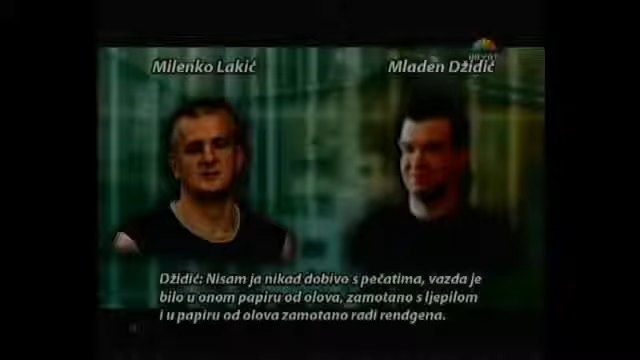 Milenko Lakić
Mladen Džidić
Džidić: Nisam ja nikad dobivo s pečatima, vazda je
bilo u onom papiru od olova, zamotano s ljepilom
i u papiru od olova zamotano radi rendgena.